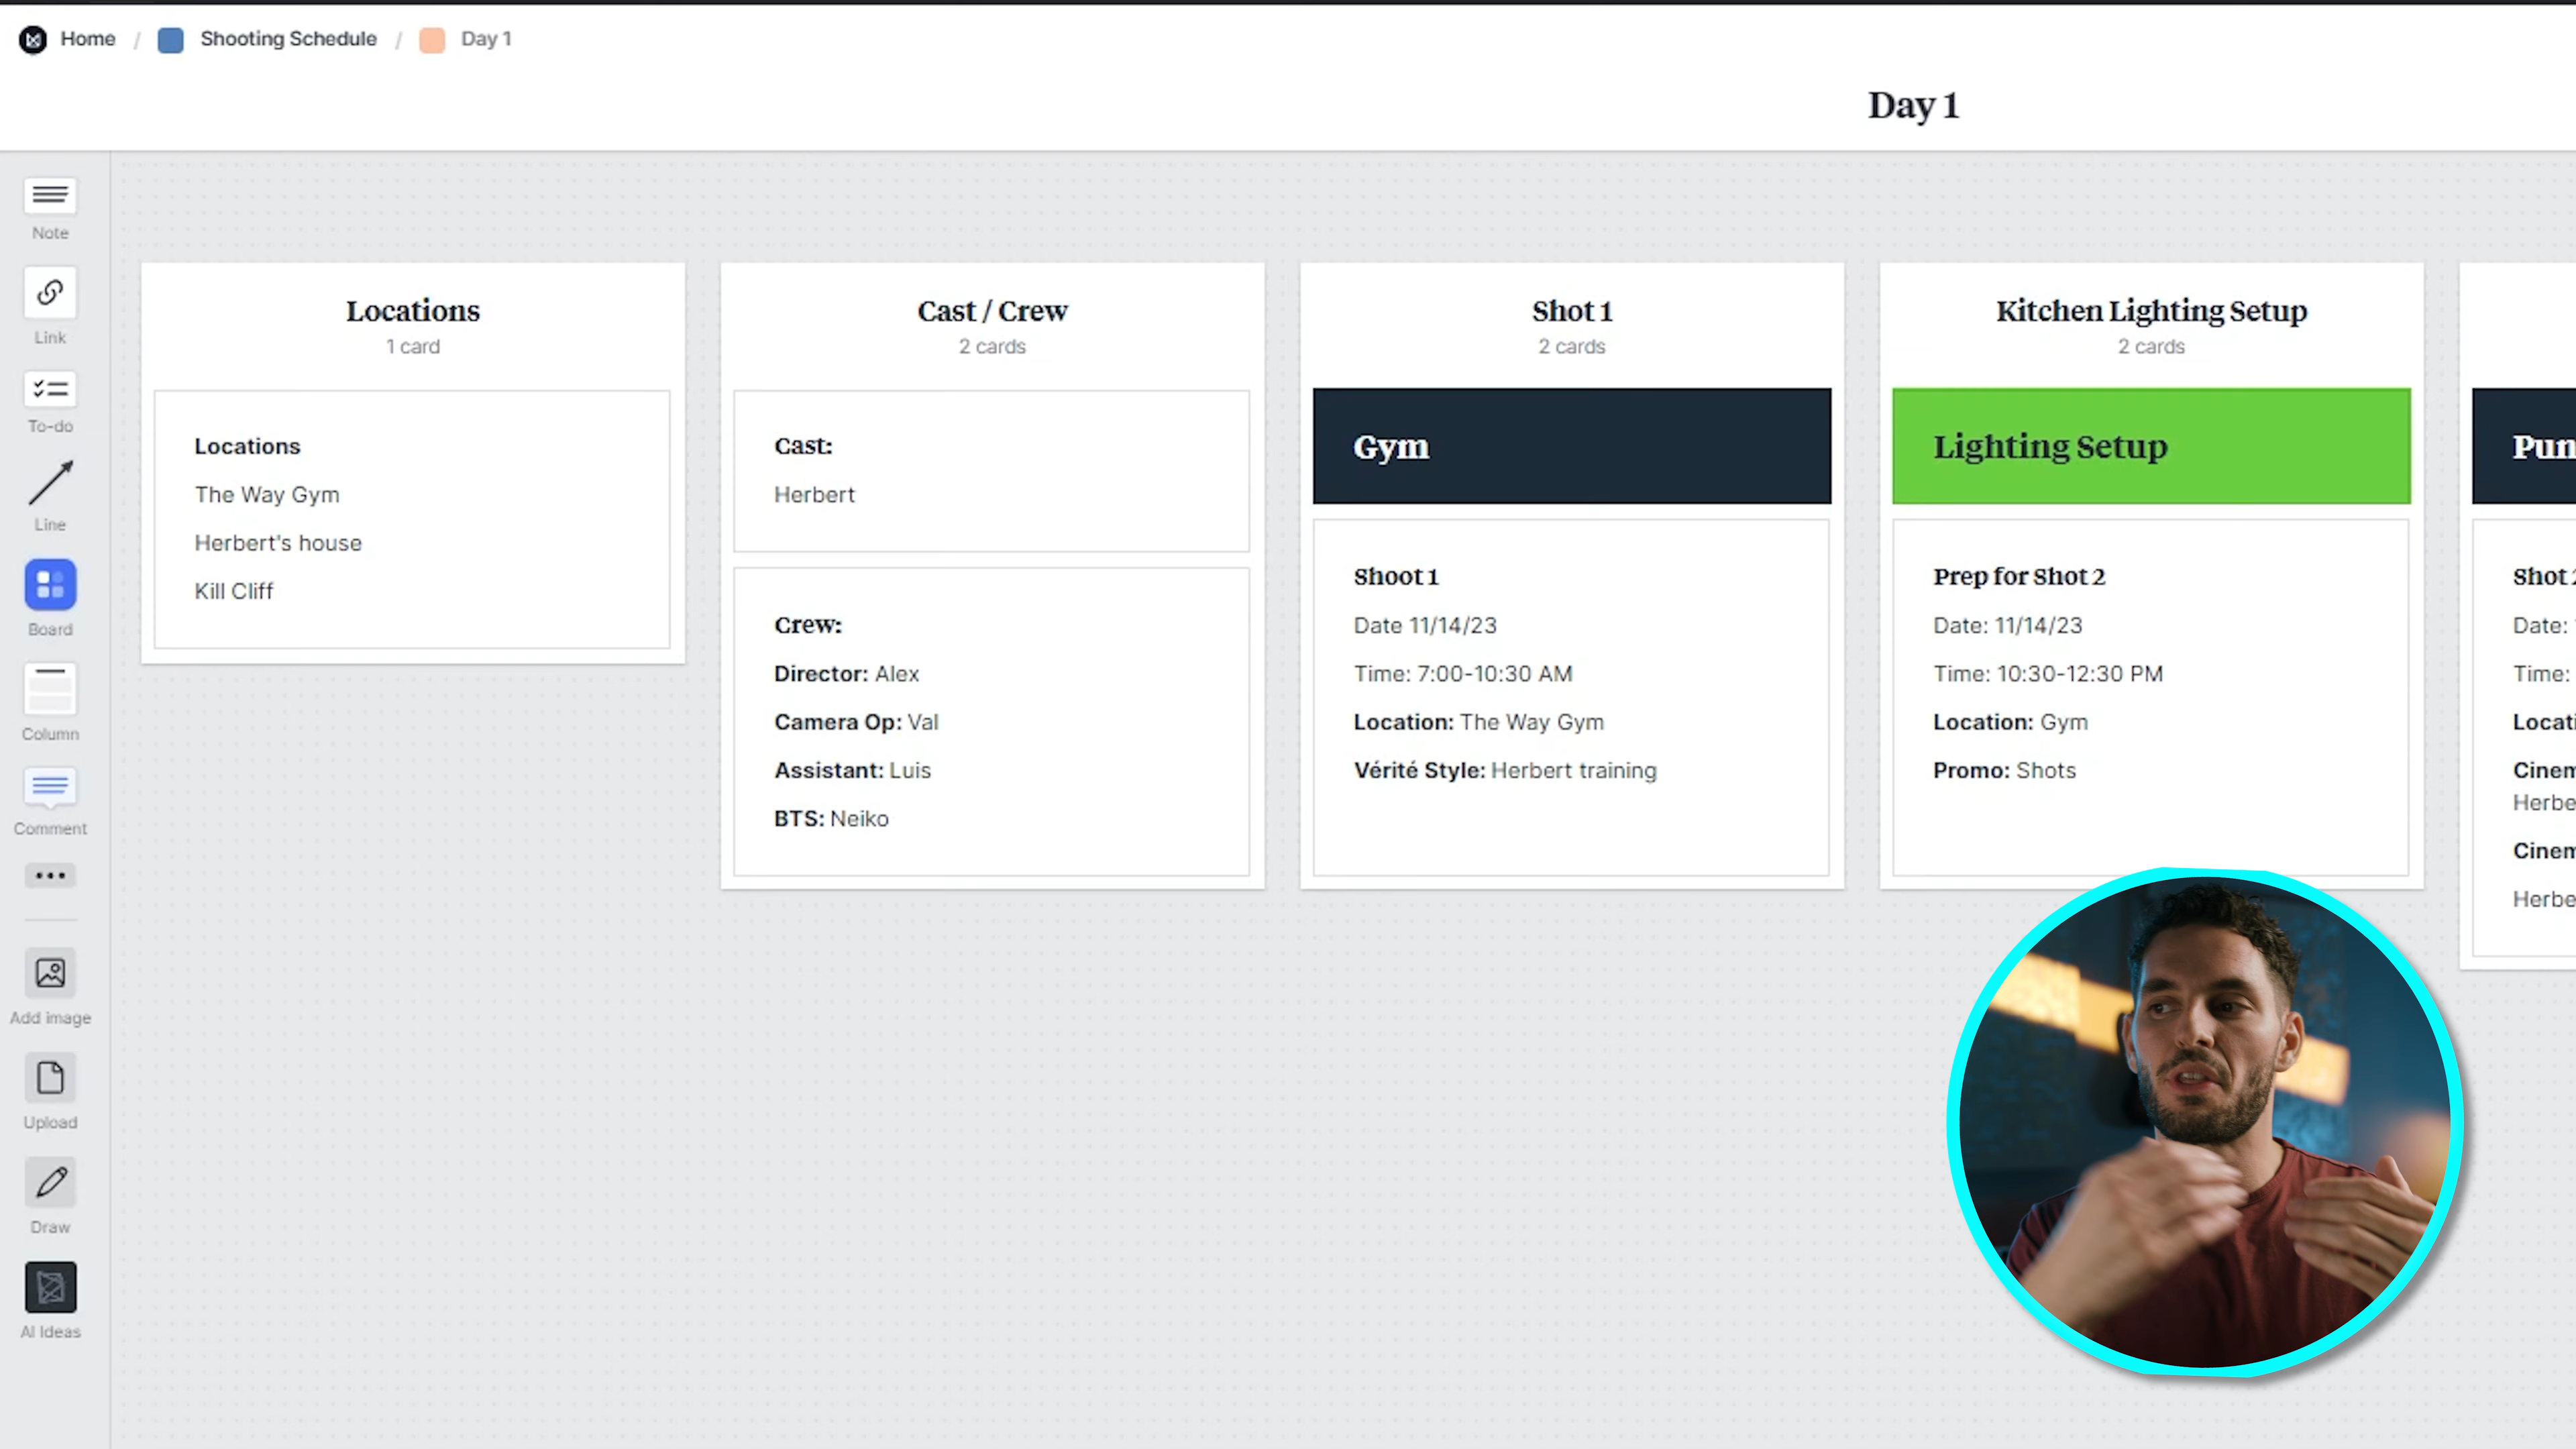 Home / Shooting Schedule / Day 1
Day 1
Note
Link
To-do
Line
Board
Column
Comment
Add image
Upload
Draw
AI Ideas
Locations
1 card
Locations
The Way Gym
Herbert's house
Kill Cliff
Cast / Crew
2 cards
Cast:
Herbert
Crew:
Director: Alex
Camera Op: Val
Assistant: Luis
BTS: Neiko
Shot 1
2 cards
Gym
Shoot 1
Date 11/14/23
Time: 7:00-10:30 AM
Location: The Way Gym
Vérité Style: Herbert training
Kitchen Lighting Setup
2 cards
Lighting Setup
Prep for Shot 2
Date: 11/14/23
Time: 10:30-12:30 PM
Location: Gym
Promo: Shots
Shot
Date:
Time: